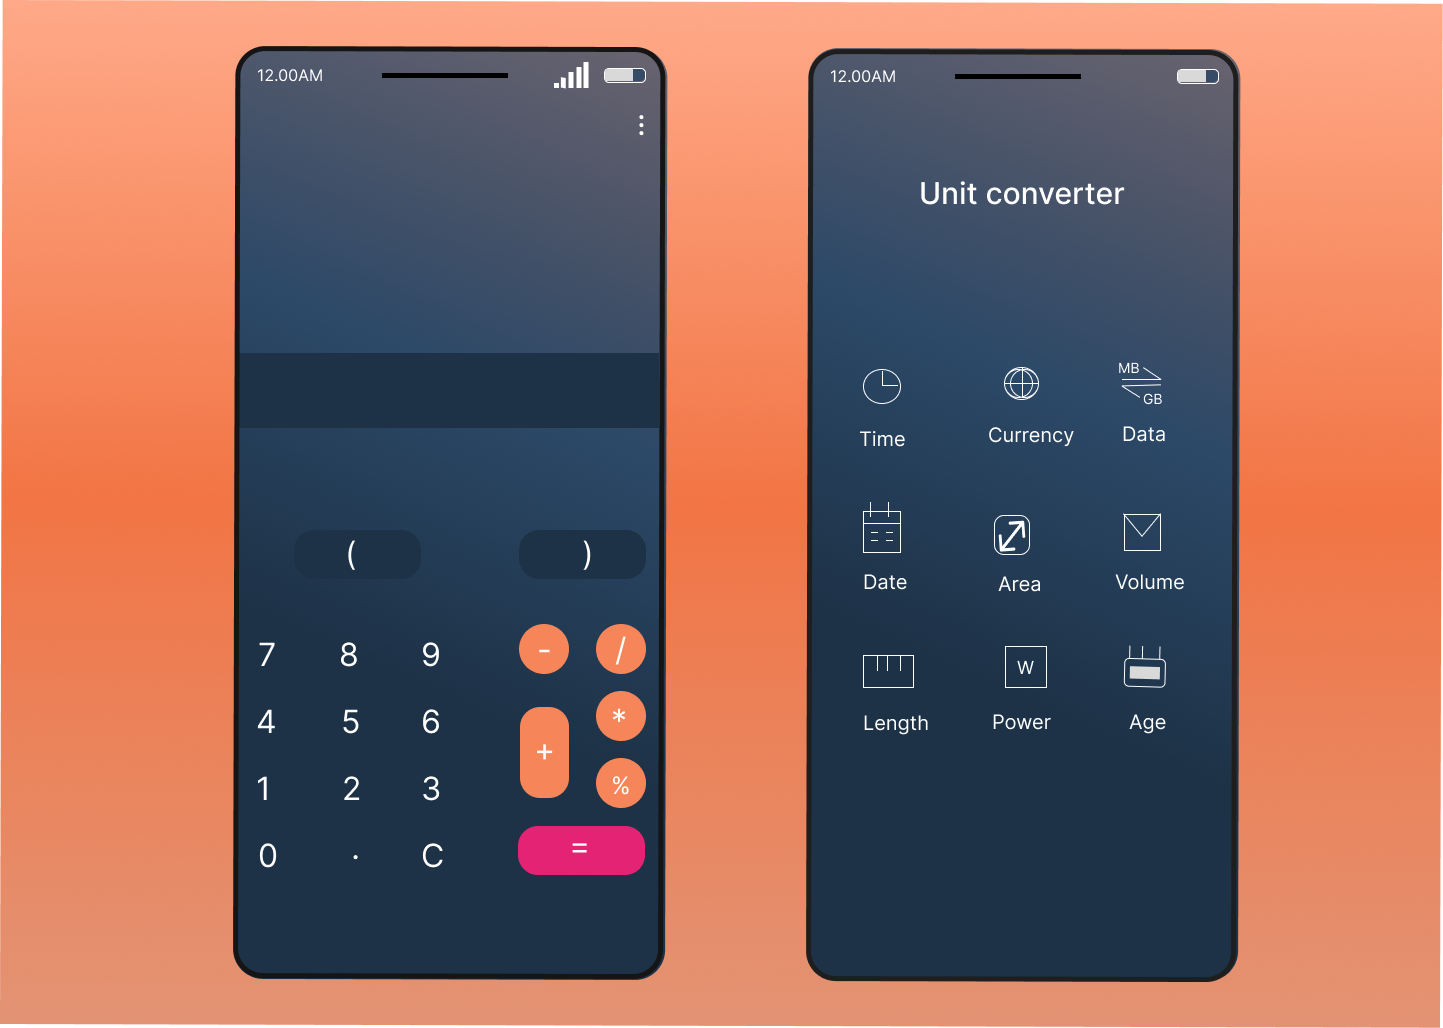 12.00AM
( )
7 8 9 - /
4 5 6 + *
1 2 3 %
0 . C =
12.00AM
Unit converter
MB
GB
Time Currency Data
Date Area Volume
W
Length Power Age